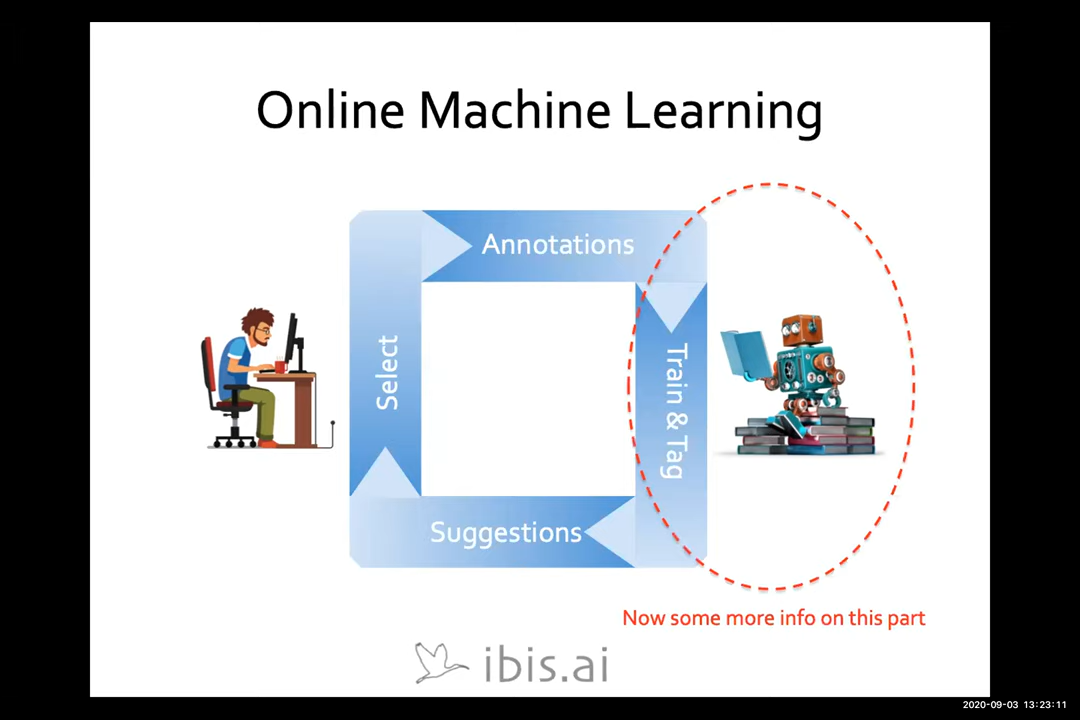 Online Machine Learning
Annotations
Select
Train & Tag
Suggestions
Now some more info on this part
ibis.ai
2020-09-03 13:23:11